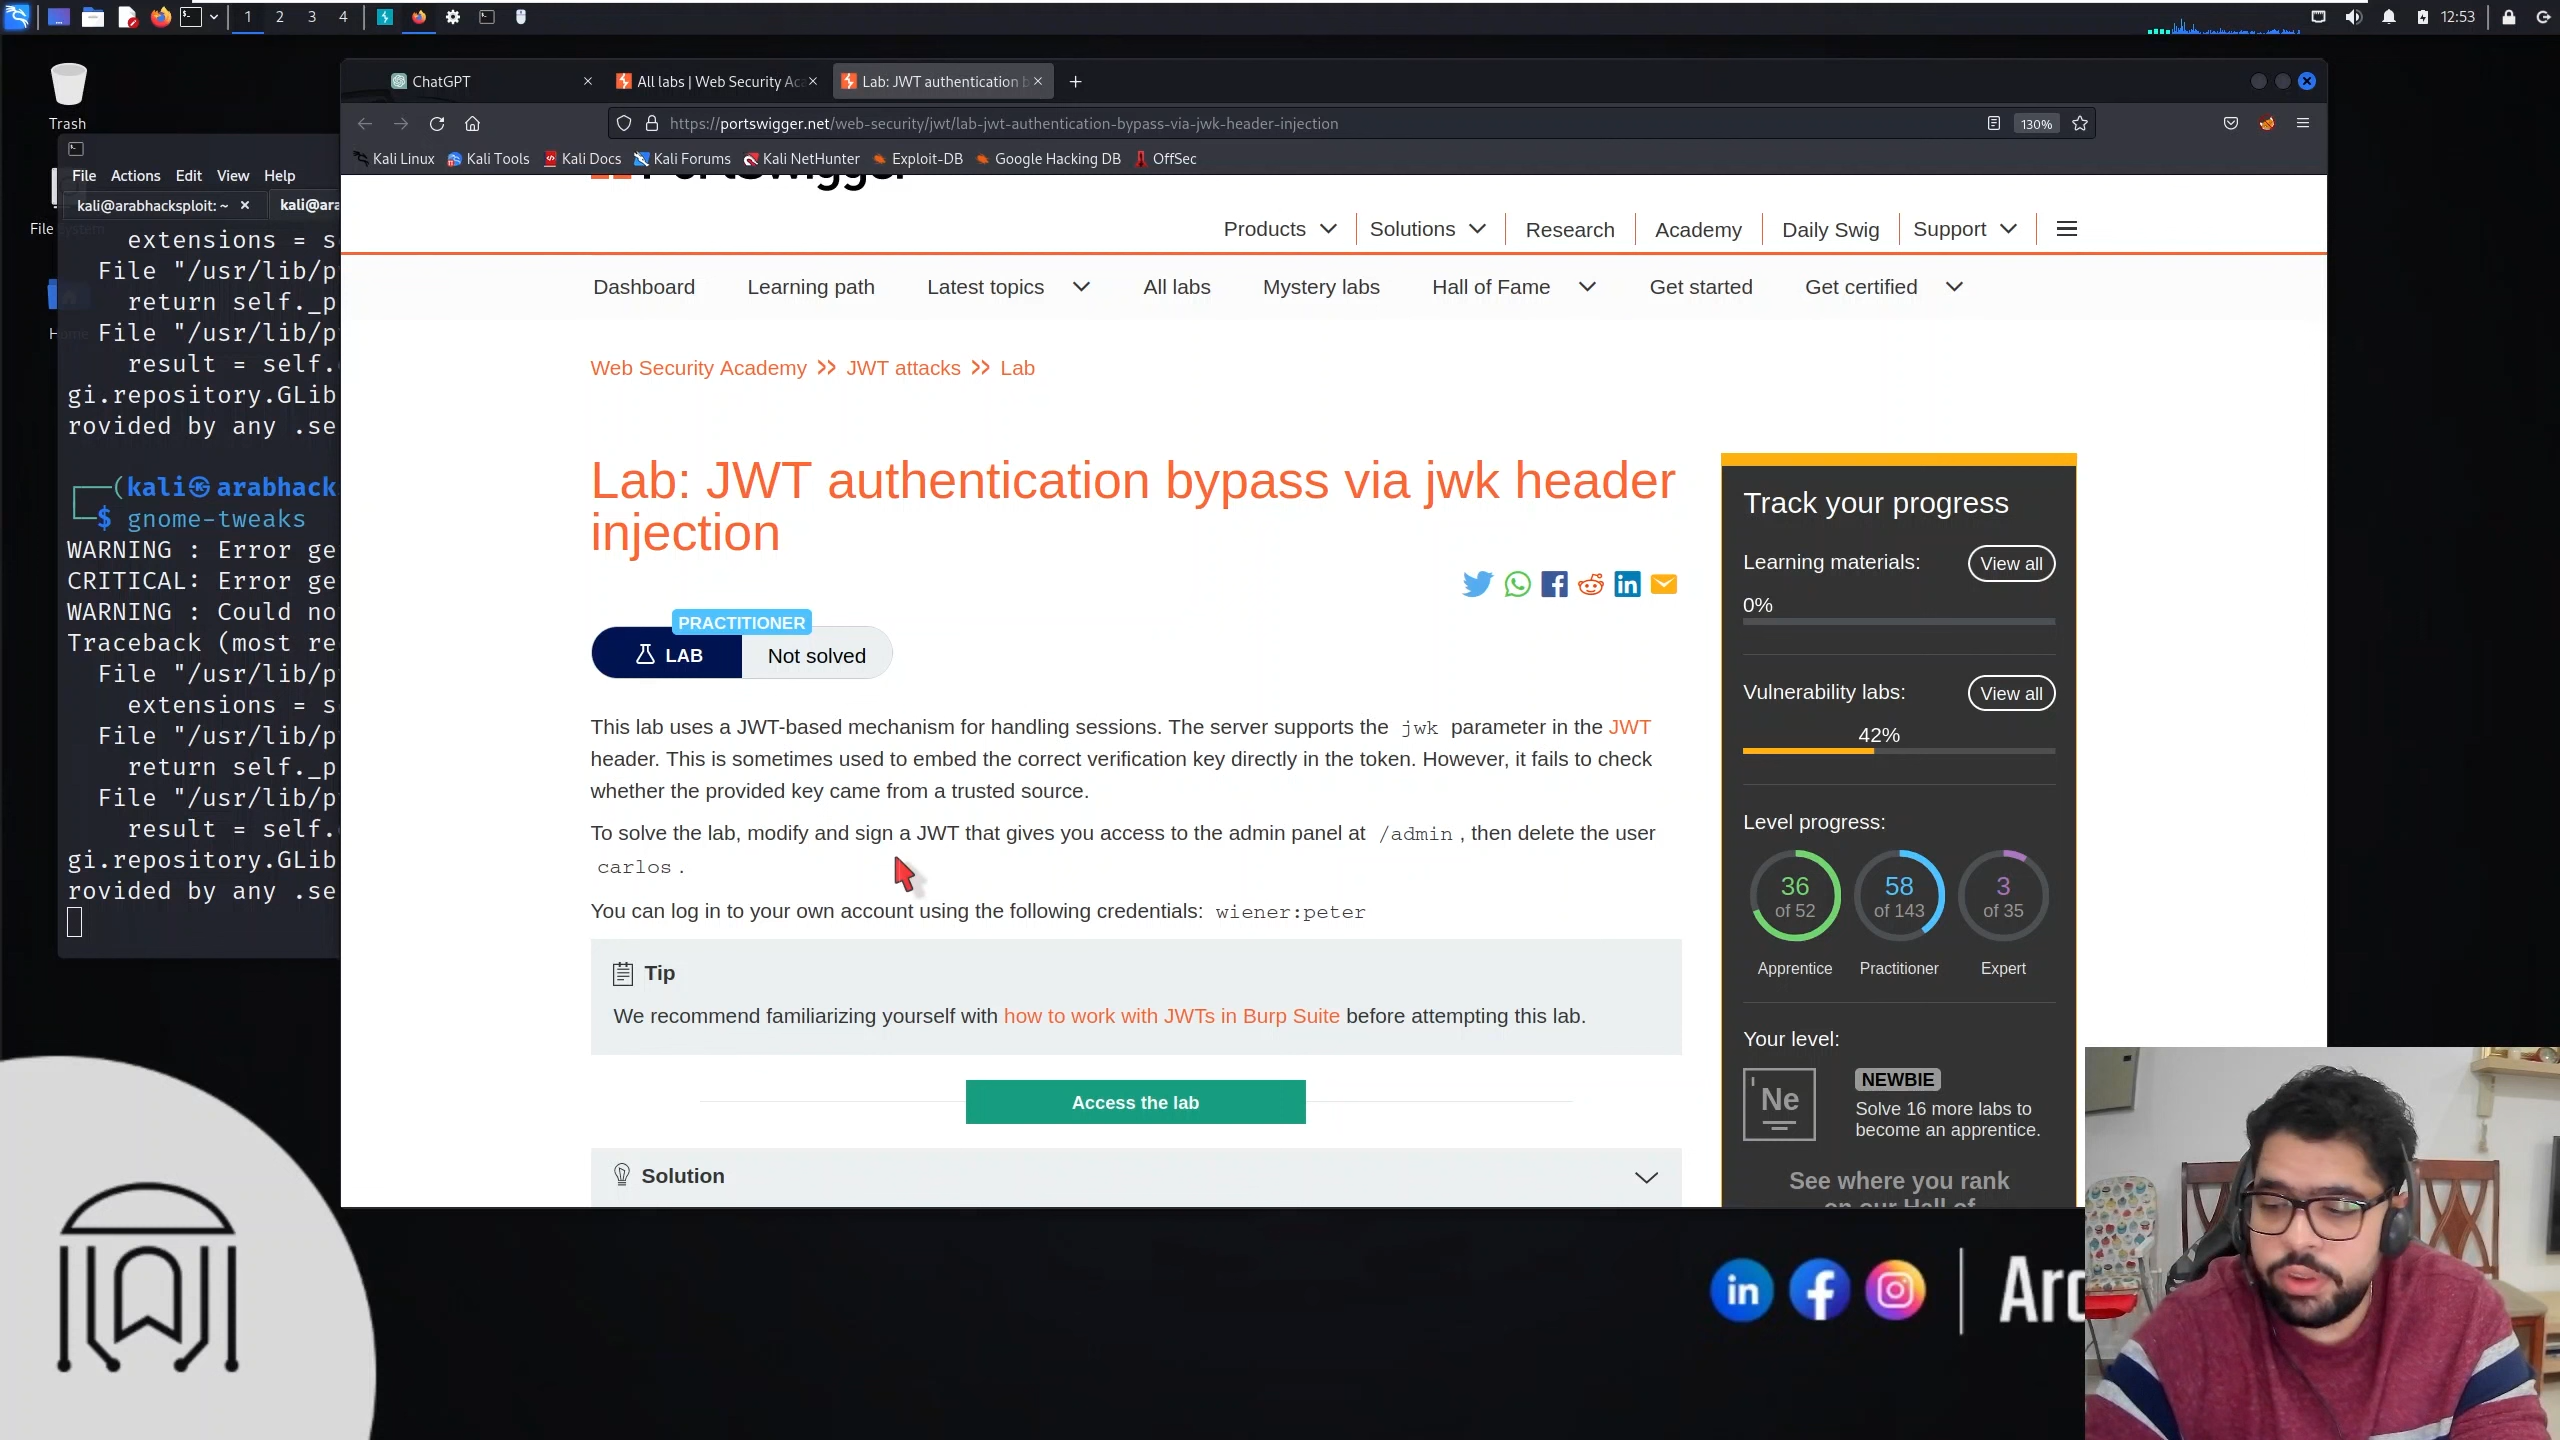 1 2 3 4
12:53
Trash
File System
Home
File Actions Edit View Help
kali@arabhacksploit: ~
kali@ara
extensions = s
File "/usr/lib/p
return self._p
File "/usr/lib/p
result = self.
gi.repository.GLib
rovided by any .se
(kali㉿arabhack
$ gnome-tweaks
WARNING : Error ge
CRITICAL: Error ge
WARNING : Could no
Traceback (most re
File "/usr/lib/p
extensions = s
File "/usr/lib/p
return self._p
File "/usr/lib/p
result = self.
gi.repository.GLib
rovided by any .se
ChatGPT
All labs | Web Security Aca
Lab: JWT authentication b
https://portswigger.net/web-security/jwt/lab-jwt-authentication-bypass-via-jwk-header-injection
130%
Kali Linux Kali Tools Kali Docs Kali Forums Kali NetHunter Exploit-DB Google Hacking DB OffSec
PortSwigger
Products Solutions Research Academy Daily Swig Support
Dashboard Learning path Latest topics All labs Mystery labs Hall of Fame Get started Get certified
Web Security Academy >> JWT attacks >> Lab
Lab: JWT authentication bypass via jwk header
injection
PRACTITIONER
LAB Not solved
This lab uses a JWT-based mechanism for handling sessions. The server supports the jwk parameter in the JWT
header. This is sometimes used to embed the correct verification key directly in the token. However, it fails to check
whether the provided key came from a trusted source.
To solve the lab, modify and sign a JWT that gives you access to the admin panel at /admin , then delete the user
carlos .
You can log in to your own account using the following credentials: wiener:peter
Tip
We recommend familiarizing yourself with how to work with JWTs in Burp Suite before attempting this lab.
Access the lab
Solution
Track your progress
Learning materials: View all
0%
Vulnerability labs: View all
42%
Level progress:
36 58 3
of 52 of 143 of 35
Apprentice Practitioner Expert
Your level:
Ne
NEWBIE
Solve 16 more labs to
become an apprentice.
See where you rank
on our Hall of
in f
Ar